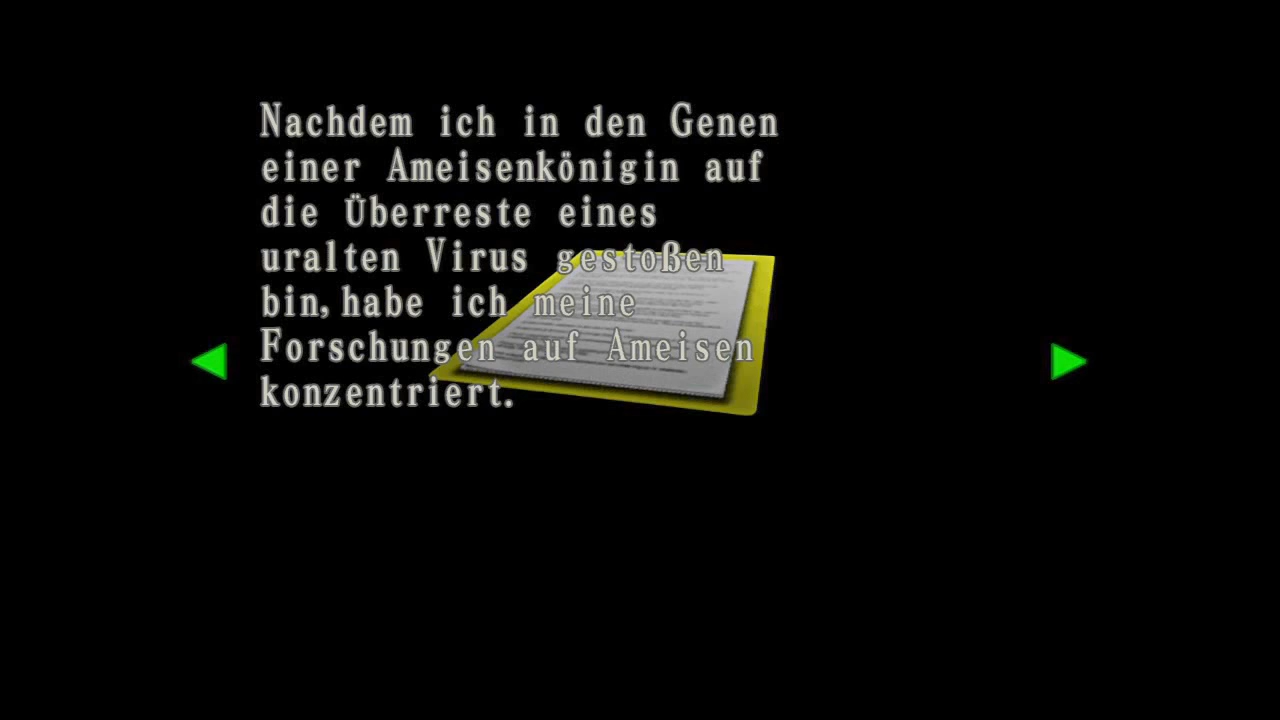 Nachdem ich in den Genen
einer Ameisenkönigin auf
die Überreste eines
uralten Virus gestoßen
bin, habe ich meine
Forschungen auf Ameisen
konzentriert.